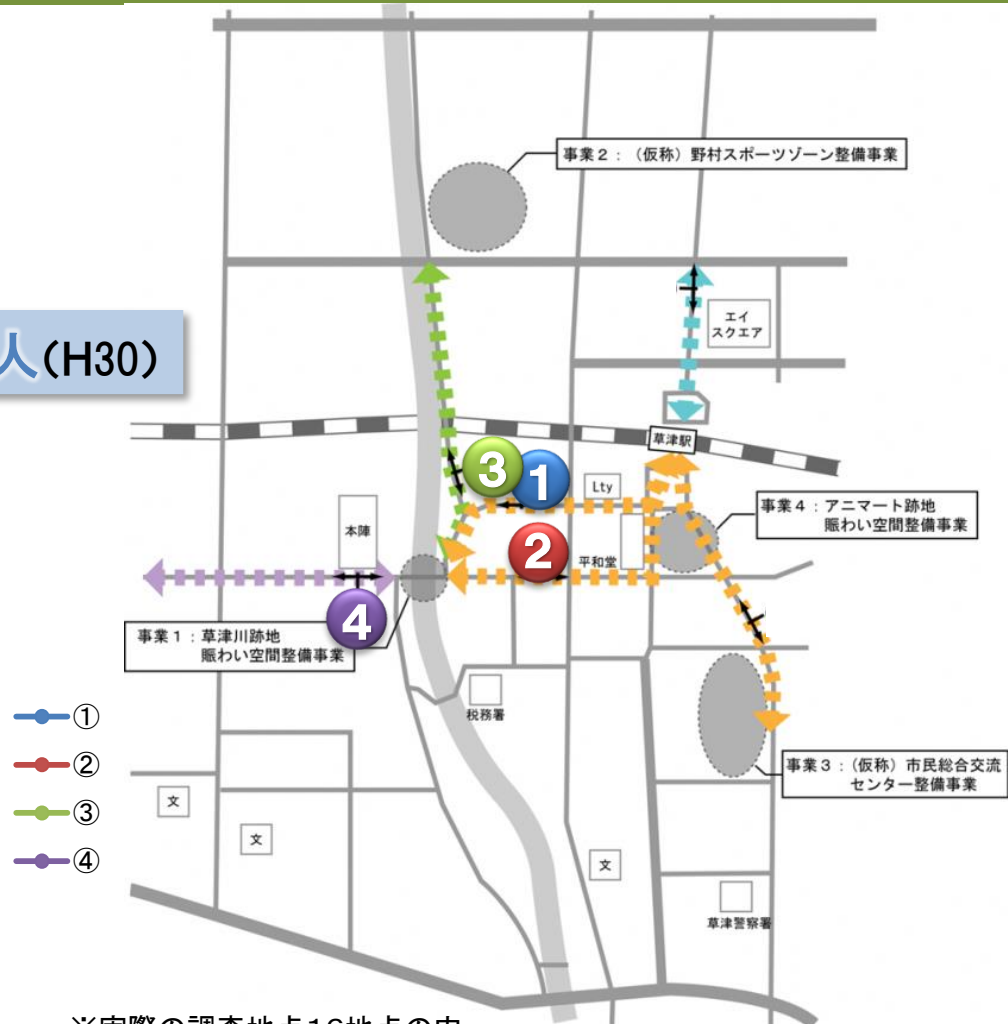 事業2：（仮称）野村スポーツゾーン整備事業
エイ
スクエア
人(H30)
草津駅
3
1
Lty
事業4：アニマート跡地
賑わい空間整備事業
本陣
2
平和堂
4
事業1：草津川跡地
賑わい空間整備事業
税務署
①
②
③
④
事業3：（仮称）市民総合交流
センター整備事業
文
文
文
草津警察署